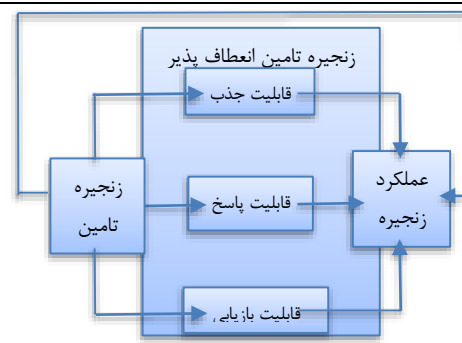 زنجیره تامین انعطاف پذیر
قابلیت جذب
زنجیره
تامین
قابلیت پاسخ
عملکرد
زنجیره
قابلیت بازیابی